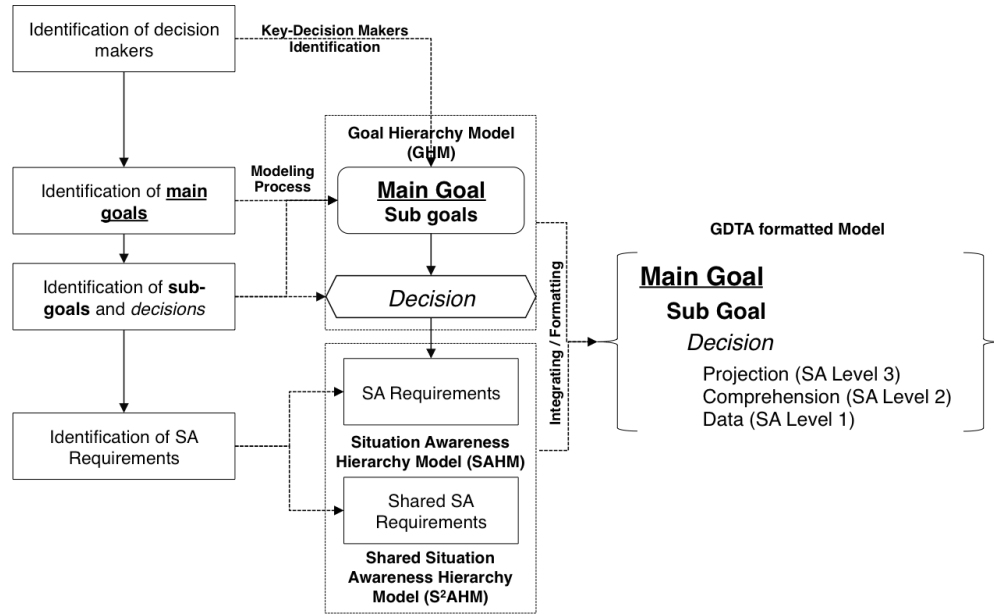 Identification of decision
makers
Key-Decision Makers
Identification
Goal Hierarchy Model
(GHM)
Identification of main
goals
Modeling
Process
Main Goal
Sub goals
Identification of sub-
goals and decisions
Decision
Identification of SA
Requirements
SA Requirements
Situation Awareness
Hierarchy Model (SAHM)
Shared SA
Requirements
Shared Situation
Awareness Hierarchy
Model (S²AHM)
Integrating / Formatting
GDTA formatted Model
Main Goal
Sub Goal
Decision
Projection (SA Level 3)
Comprehension (SA Level 2)
Data (SA Level 1)